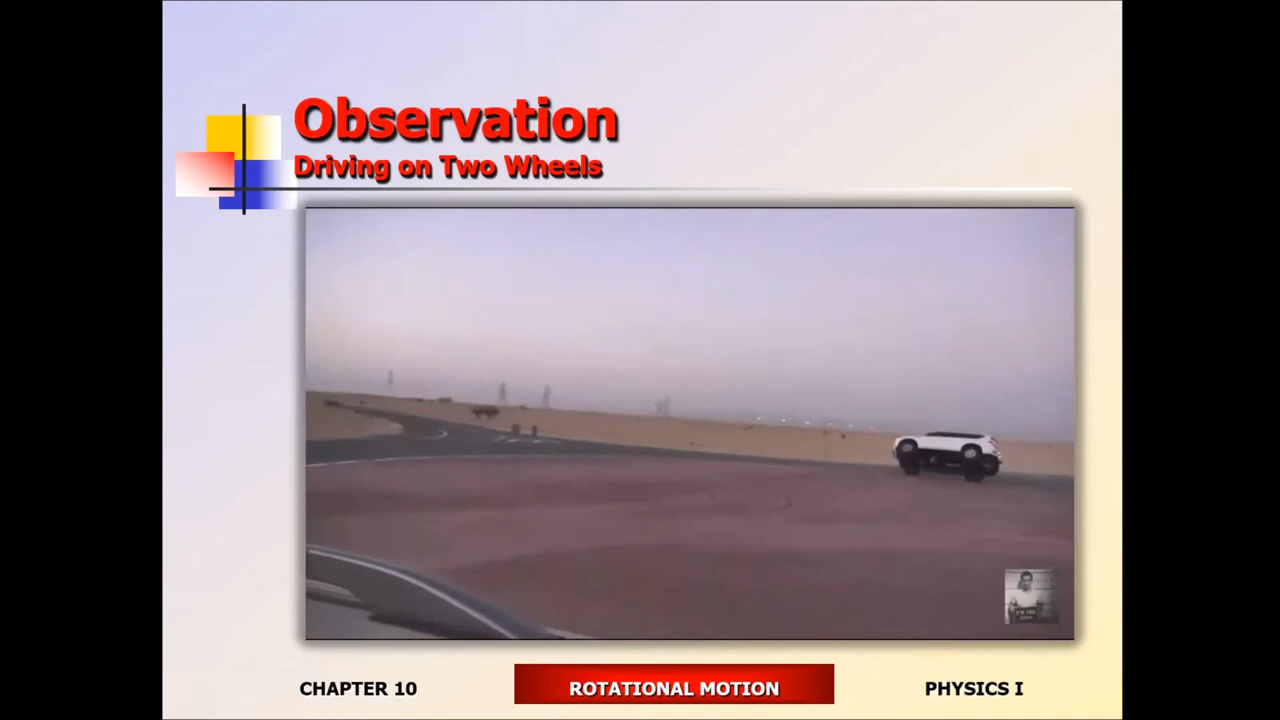 Observation
Driving on Two Wheels
CHAPTER 10
ROTATIONAL MOTION
PHYSICS I